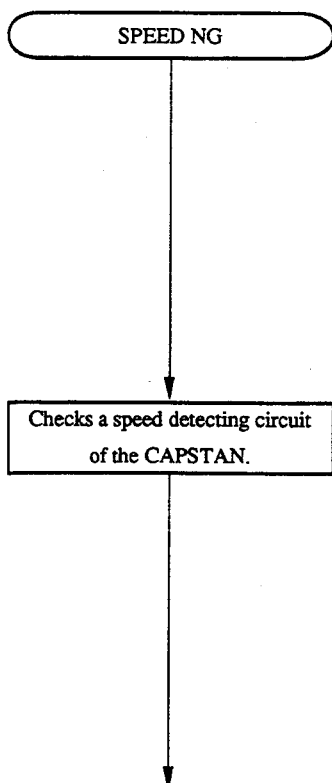 SPEED NG
Checks a speed detecting circuit
of the CAPSTAN.